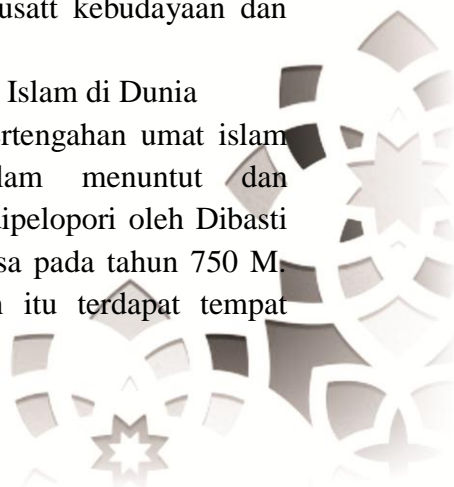 usatt kebudayaan dan
Islam di Dunia
ertengahan umat islam
lam menuntut dan
ipelopori oleh Dibasti
sa pada tahun 750 M.
itu terdapat tempat